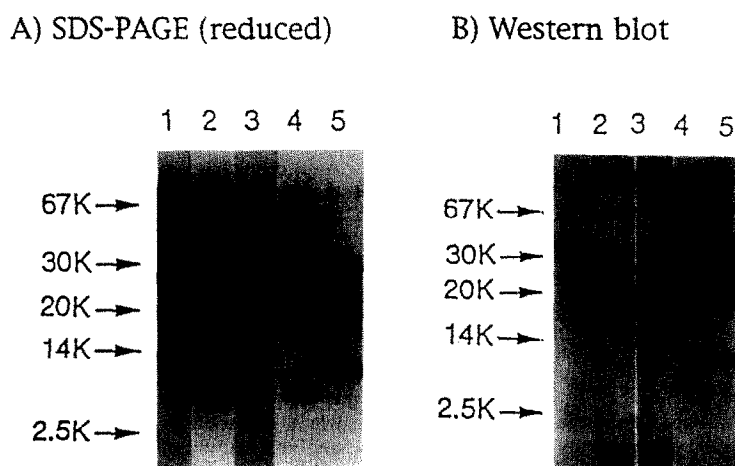 A) SDS-PAGE (reduced)
B) Western blot
1 2 3 4 5
67K
30K
20K
14K
2.5K
1 2 3 4 5
67K
30K
20K
14K
2.5K